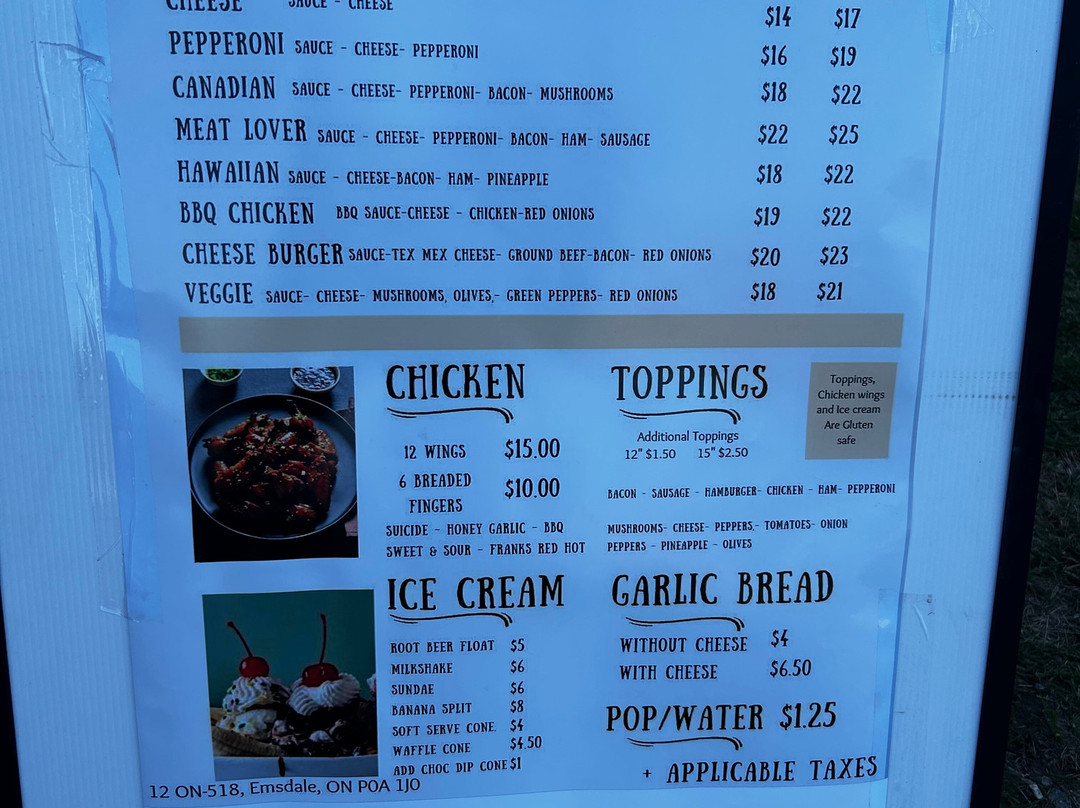 CHEESE SAUCE - CHEESE $14 $17
PEPPERONI SAUCE - CHEESE- PEPPERONI $16 $19
CANADIAN SAUCE - CHEESE- PEPPERONI- BACON- MUSHROOMS $18 $22
MEAT LOVER SAUCE - CHEESE- PEPPERONI- BACON- HAM- SAUSAGE $22 $25
HAWAIIAN SAUCE - CHEESE-BACON- HAM- PINEAPPLE $18 $22
BBQ CHICKEN BBQ SAUCE-CHEESE - CHICKEN-RED ONIONS $19 $22
CHEESE BURGER SAUCE-TEX MEX CHEESE- GROUND BEEF-BACON- RED ONIONS $20 $23
VEGGIE SAUCE- CHEESE- MUSHROOMS, OLIVES,- GREEN PEPPERS- RED ONIONS $18 $21
CHICKEN
12 WINGS $15.00
6 BREADED
FINGERS $10.00
SUICIDE - HONEY GARLIC - BBQ
SWEET & SOUR - FRANKS RED HOT
TOPPINGS
Additional Toppings
12" $1.50 15" $2.50
BACON - SAUSAGE - HAMBURGER- CHICKEN - HAM- PEPPERONI
MUSHROOMS- CHEESE- PEPPERS,- TOMATOES- ONION
PEPPERS - PINEAPPLE - OLIVES
Toppings,
Chicken wings
and Ice cream
Are Gluten
safe
ICE CREAM
ROOT BEER FLOAT $5
MILKSHAKE $6
SUNDAE $6
BANANA SPLIT $8
SOFT SERVE CONE. $4
WAFFLE CONE $4.50
ADD CHOC DIP CONE $1
GARLIC BREAD
WITHOUT CHEESE $4
WITH CHEESE $6.50
POP/WATER $1.25
+ APPLICABLE TAXES
12 ON-518, Emsdale, ON P0A 1J0